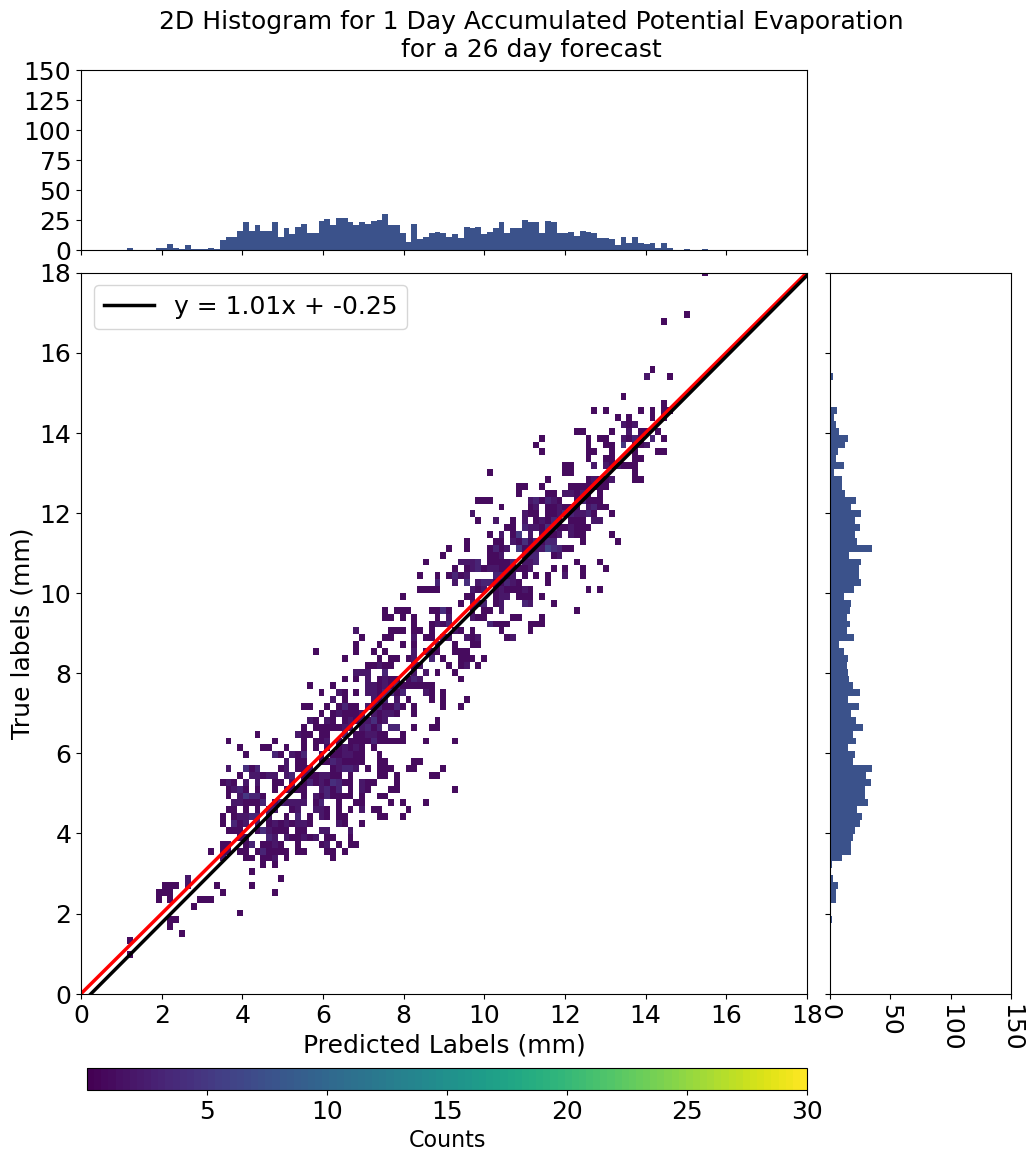 2D Histogram for 1 Day Accumulated Potential Evaporation
for a 26 day forecast
150
125
100
75
50
25
0
18
16
14
12
10
8
6
4
2
0
True labels (mm)
y = 1.01x + -0.25
0 2 4 6 8 10 12 14 16 18
Predicted Labels (mm)
0 50 100 150
5 10 15 20 25 30
Counts